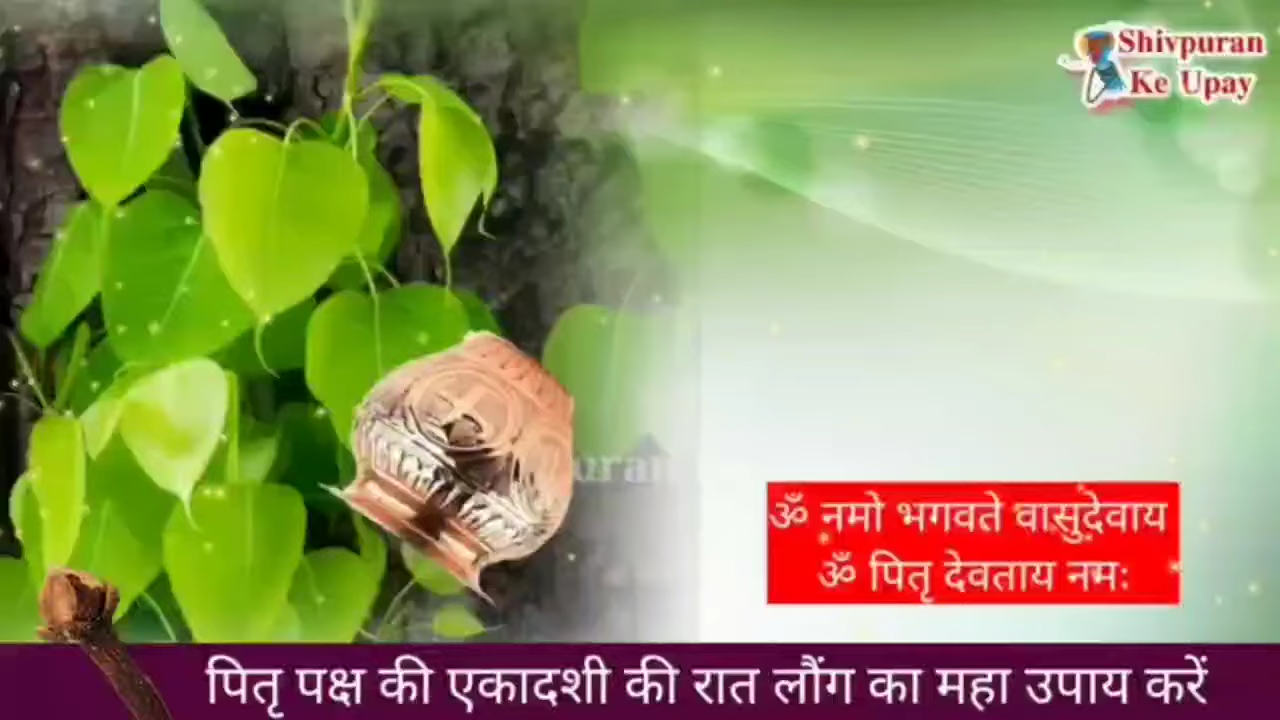 Shivpuran
Ke Upay
ॐ नमो भगवते वासुदेवाय
ॐ पितृ देवताय नमः
पितृ पक्ष की एकादशी की रात लौंग का महा उपाय करें